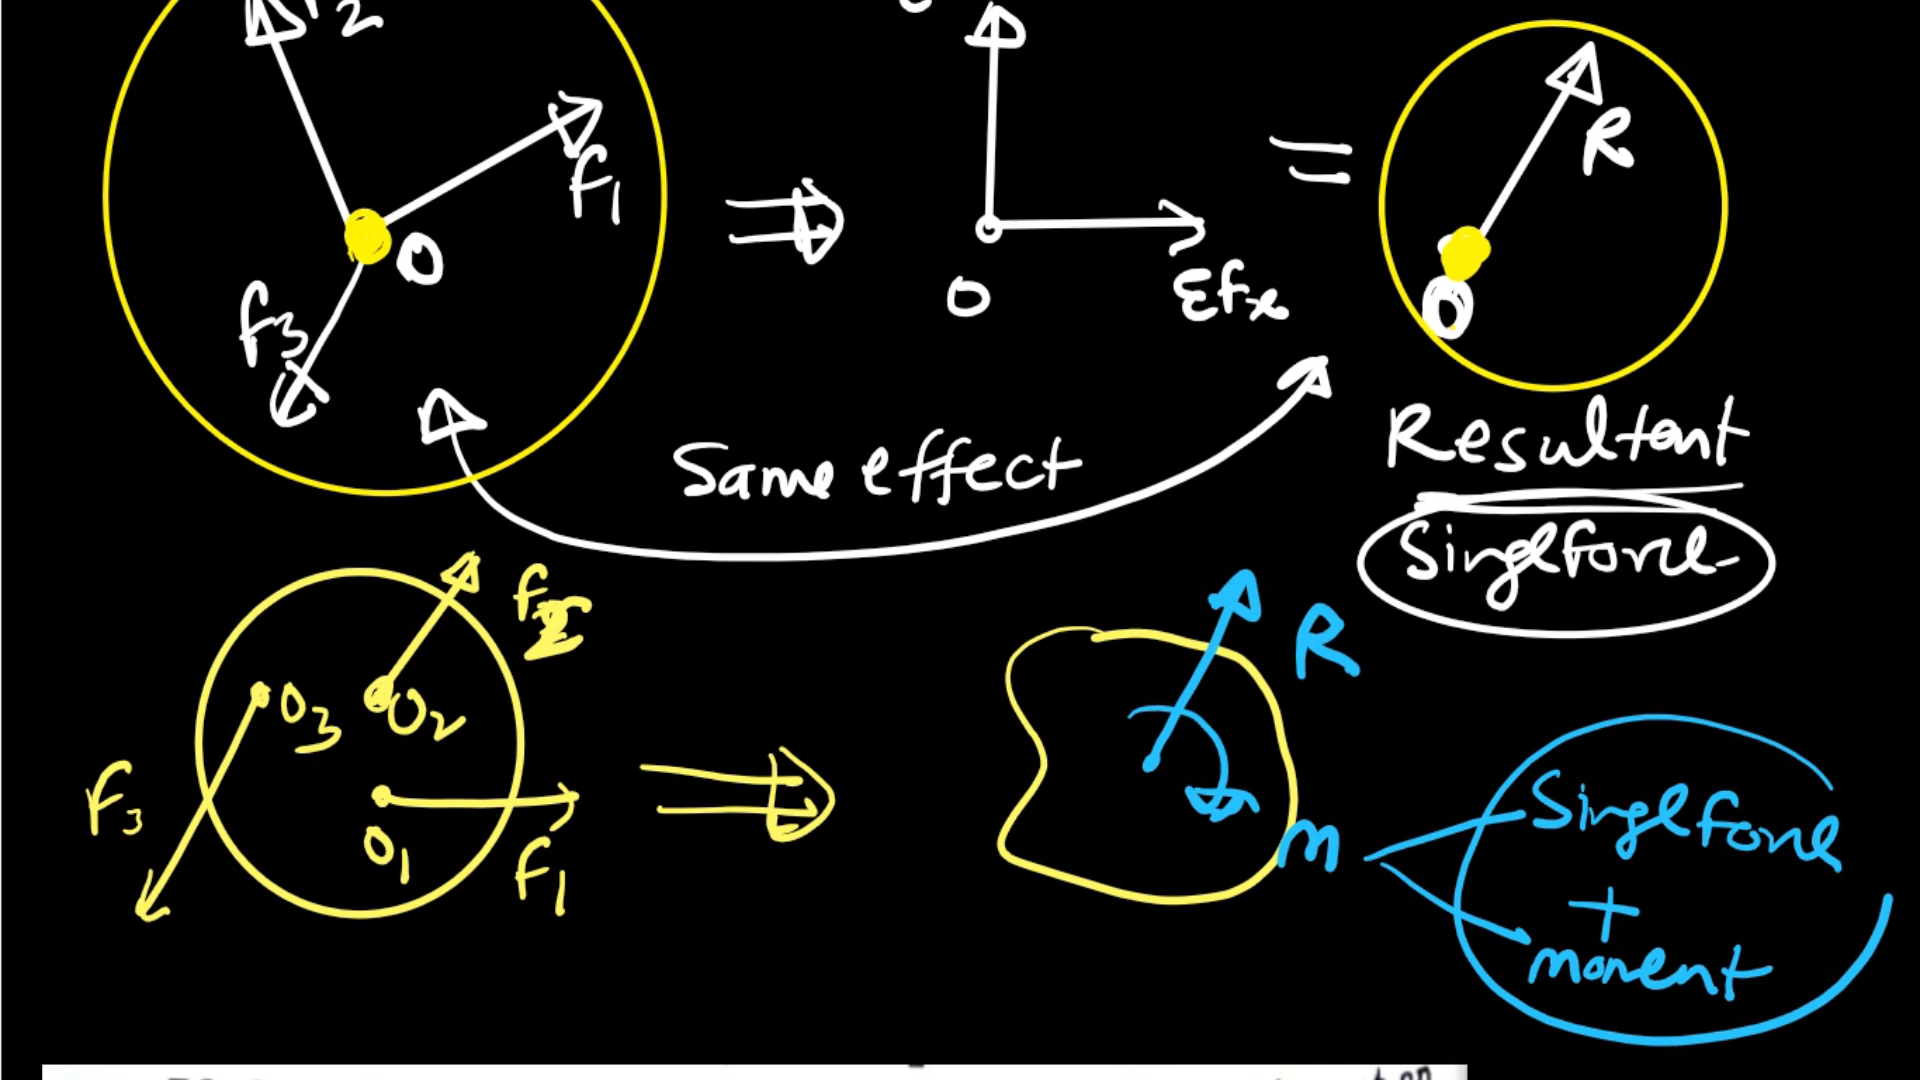 F2
F1
O
F3
O
Σfx
=
R
O
Same effect
Resultant
Single force
F2
O3
O2
F3
O1
F1
R
M
Single force
+
moment